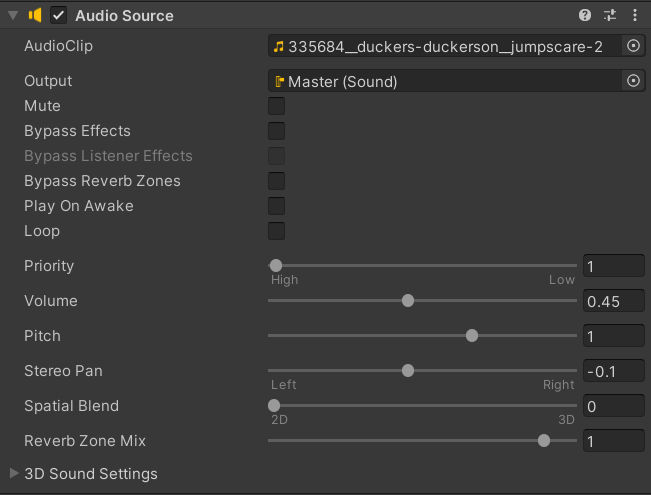 Audio Source
AudioClip 335684__duckers-duckerson__jumpscare-2
Output Master (Sound)
Mute
Bypass Effects
Bypass Listener Effects
Bypass Reverb Zones
Play On Awake
Loop
Priority 1
High Low
Volume 0.45
Pitch 1
Stereo Pan -0.1
Left Right
Spatial Blend 0
2D 3D
Reverb Zone Mix 1
3D Sound Settings